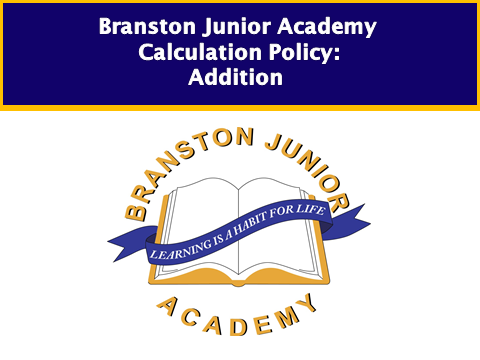 Branston Junior Academy
Calculation Policy:
Addition
BRANSTON JUNIOR
LEARNING IS A HABIT FOR LIFE
ACADEMY